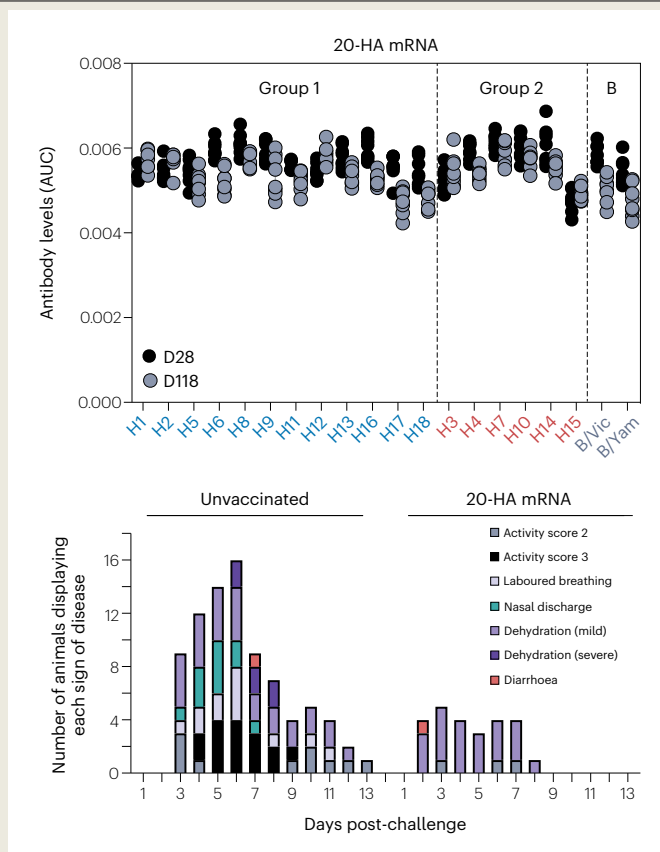 20-HA mRNA
0.008
0.006
0.004
0.002
0.000
Antibody levels (AUC)
Group 1
Group 2
B
D28
D118
H1 H2 H5 H6 H8 H9 H11 H12 H13 H16 H17 H18 H3 H4 H7 H10 H14 H15 B/Vic B/Yam
Unvaccinated
20-HA mRNA
Number of animals displaying
each sign of disease
16
12
8
4
0
Activity score 2
Activity score 3
Laboured breathing
Nasal discharge
Dehydration (mild)
Dehydration (severe)
Diarrhoea
1 3 5 7 9 11 13 1 3 5 7 9 11 13
Days post-challenge